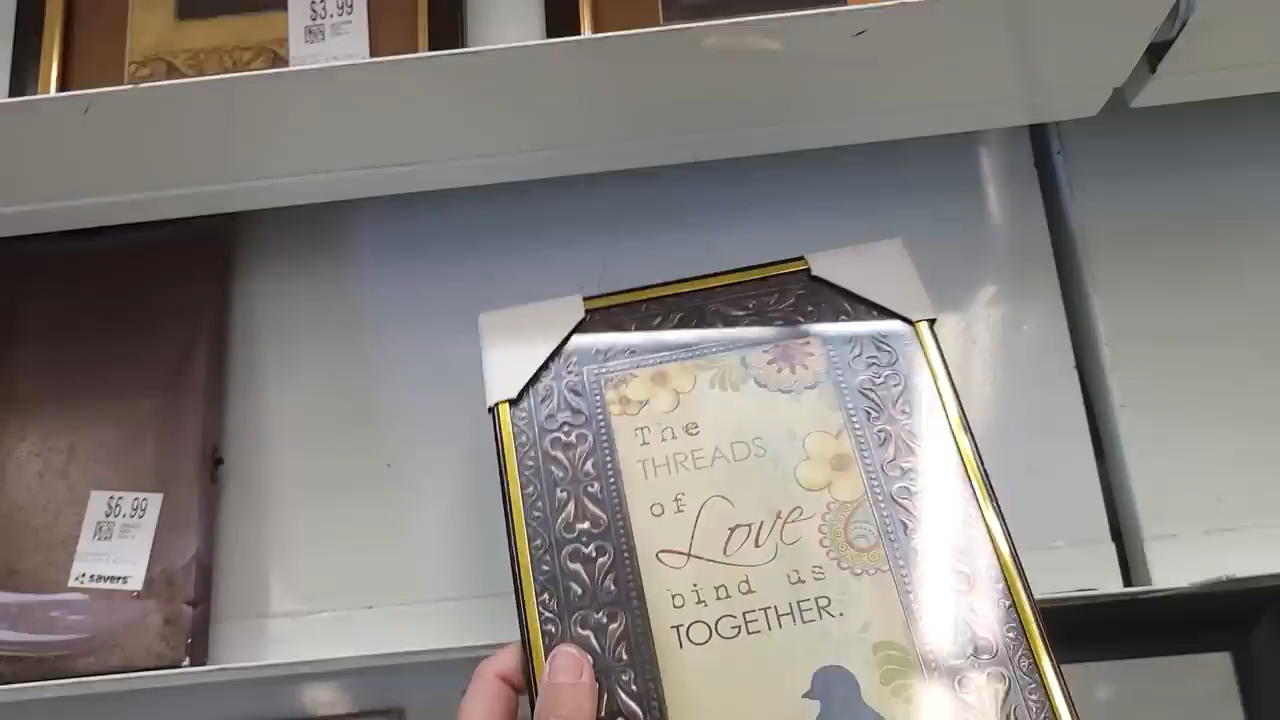 $3.99
The
THREADS
of
Love
bind us
TOGETHER.
$6.99
savers